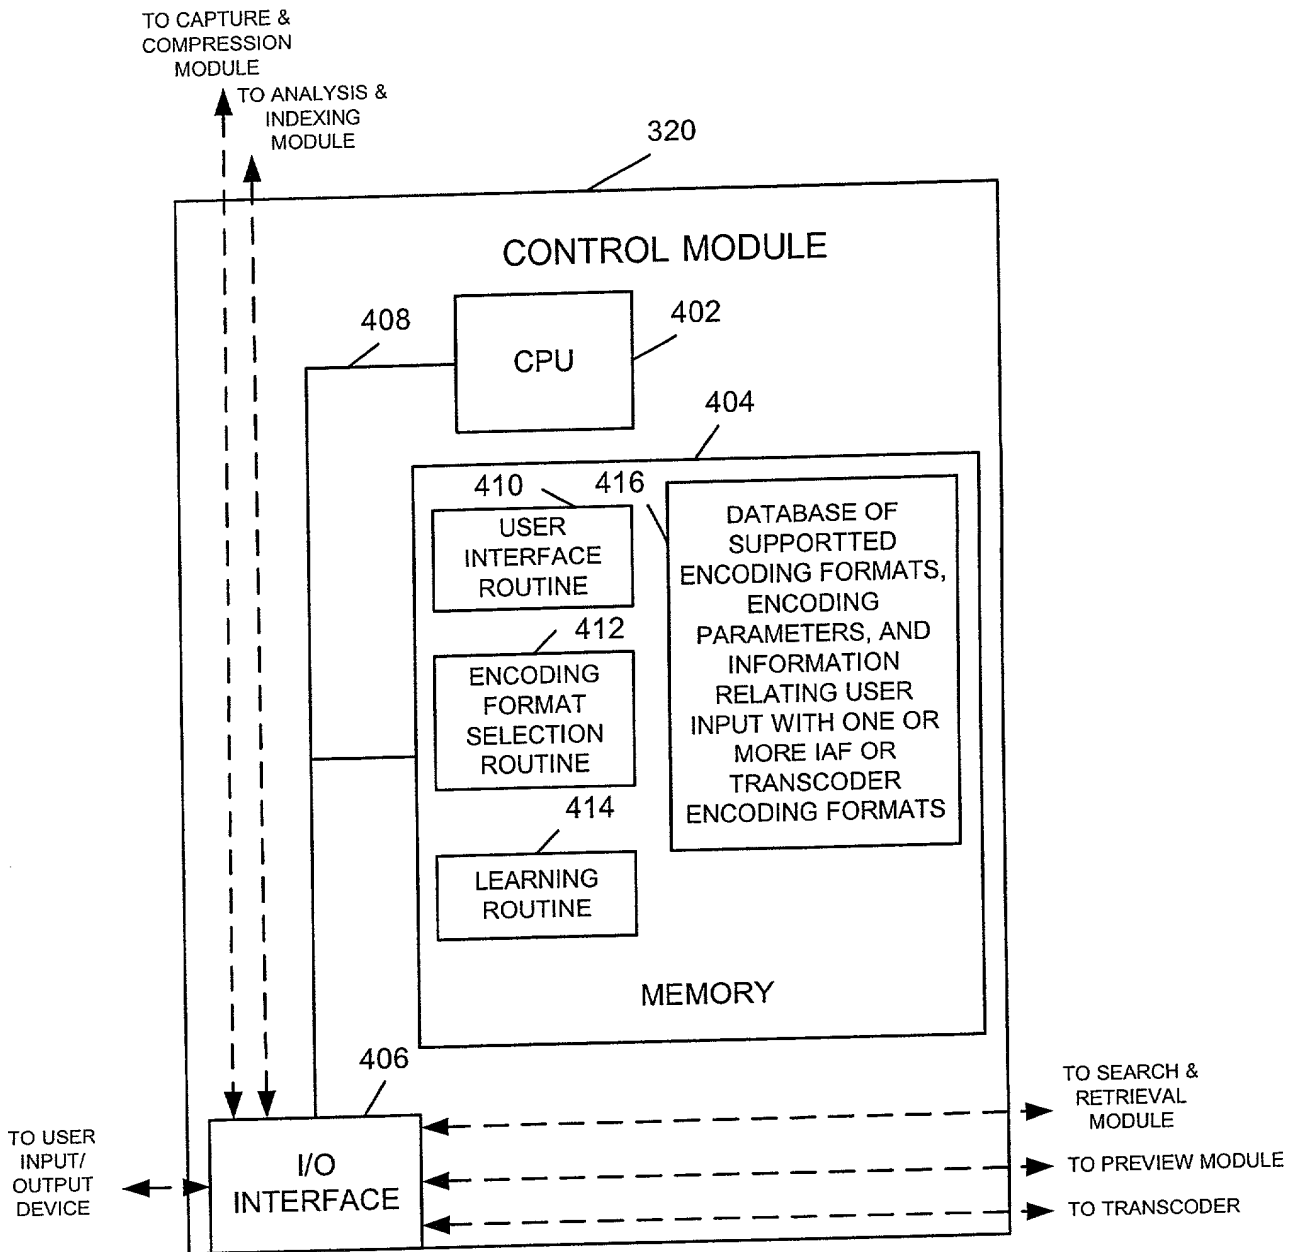 TO CAPTURE &
COMPRESSION
MODULE
TO ANALYSIS &
INDEXING
MODULE
320
CONTROL MODULE
408
CPU
402
404
410
USER
INTERFACE
ROUTINE
416
DATABASE OF
SUPPORTTED
ENCODING FORMATS,
ENCODING
PARAMETERS, AND
INFORMATION
RELATING USER
INPUT WITH ONE OR
MORE IAF OR
TRANSCODER
ENCODING FORMATS
412
ENCODING
FORMAT
SELECTION
ROUTINE
414
LEARNING
ROUTINE
MEMORY
406
I/O
INTERFACE
TO USER
INPUT/
OUTPUT
DEVICE
TO SEARCH &
RETRIEVAL
MODULE
TO PREVIEW MODULE
TO TRANSCODER